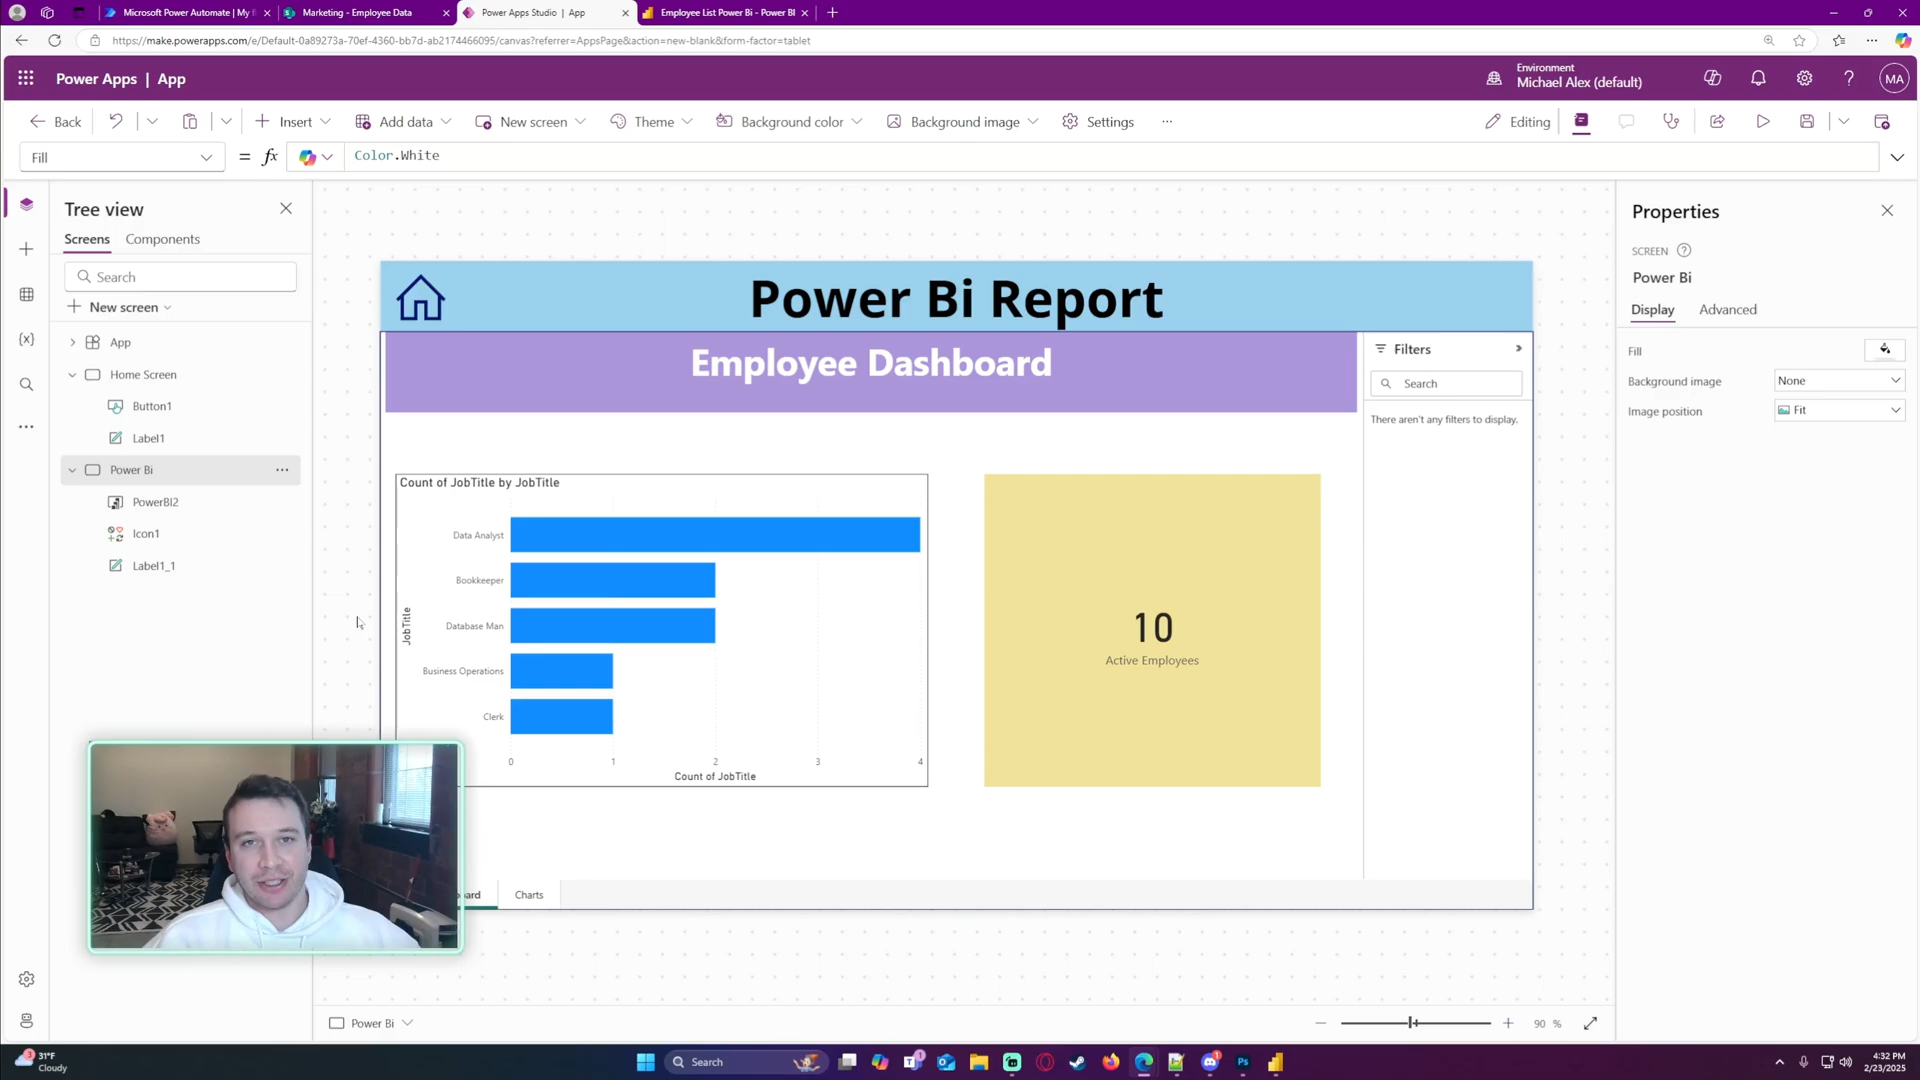 Microsoft Power Automate | My f
Marketing - Employee Data
Power Apps Studio | App
Employee List Power Bi - Power BI
https://make.powerapps.com/e/Default-0a89273a-70ef-4360-bb7d-ab2174466095/canvas?referrer=AppsPage&action=new-blank&form-factor=tablet
Power Apps | App
Environment
Michael Alex (default)
MA
Back
Insert
Add data
New screen
Theme
Background color
Background image
Settings
Editing
Fill
= fx
Color.White
Tree view
Screens
Components
Search
New screen
App
Home Screen
Button1
Label1
Power Bi
PowerBI2
Icon1
Label1_1
Power Bi Report
Employee Dashboard
Filters
Search
There aren't any filters to display.
Count of JobTitle by JobTitle
JobTitle
Data Analyst
Bookkeeper
Database Man
Business Operations
Clerk
0 1 2 3 4
Count of JobTitle
10
Active Employees
Charts
Properties
SCREEN
Power Bi
Display
Advanced
Fill
Background image
None
Image position
Fit
Power Bi
90 %
31°F
Cloudy
Search
4:32 PM
2/23/2025